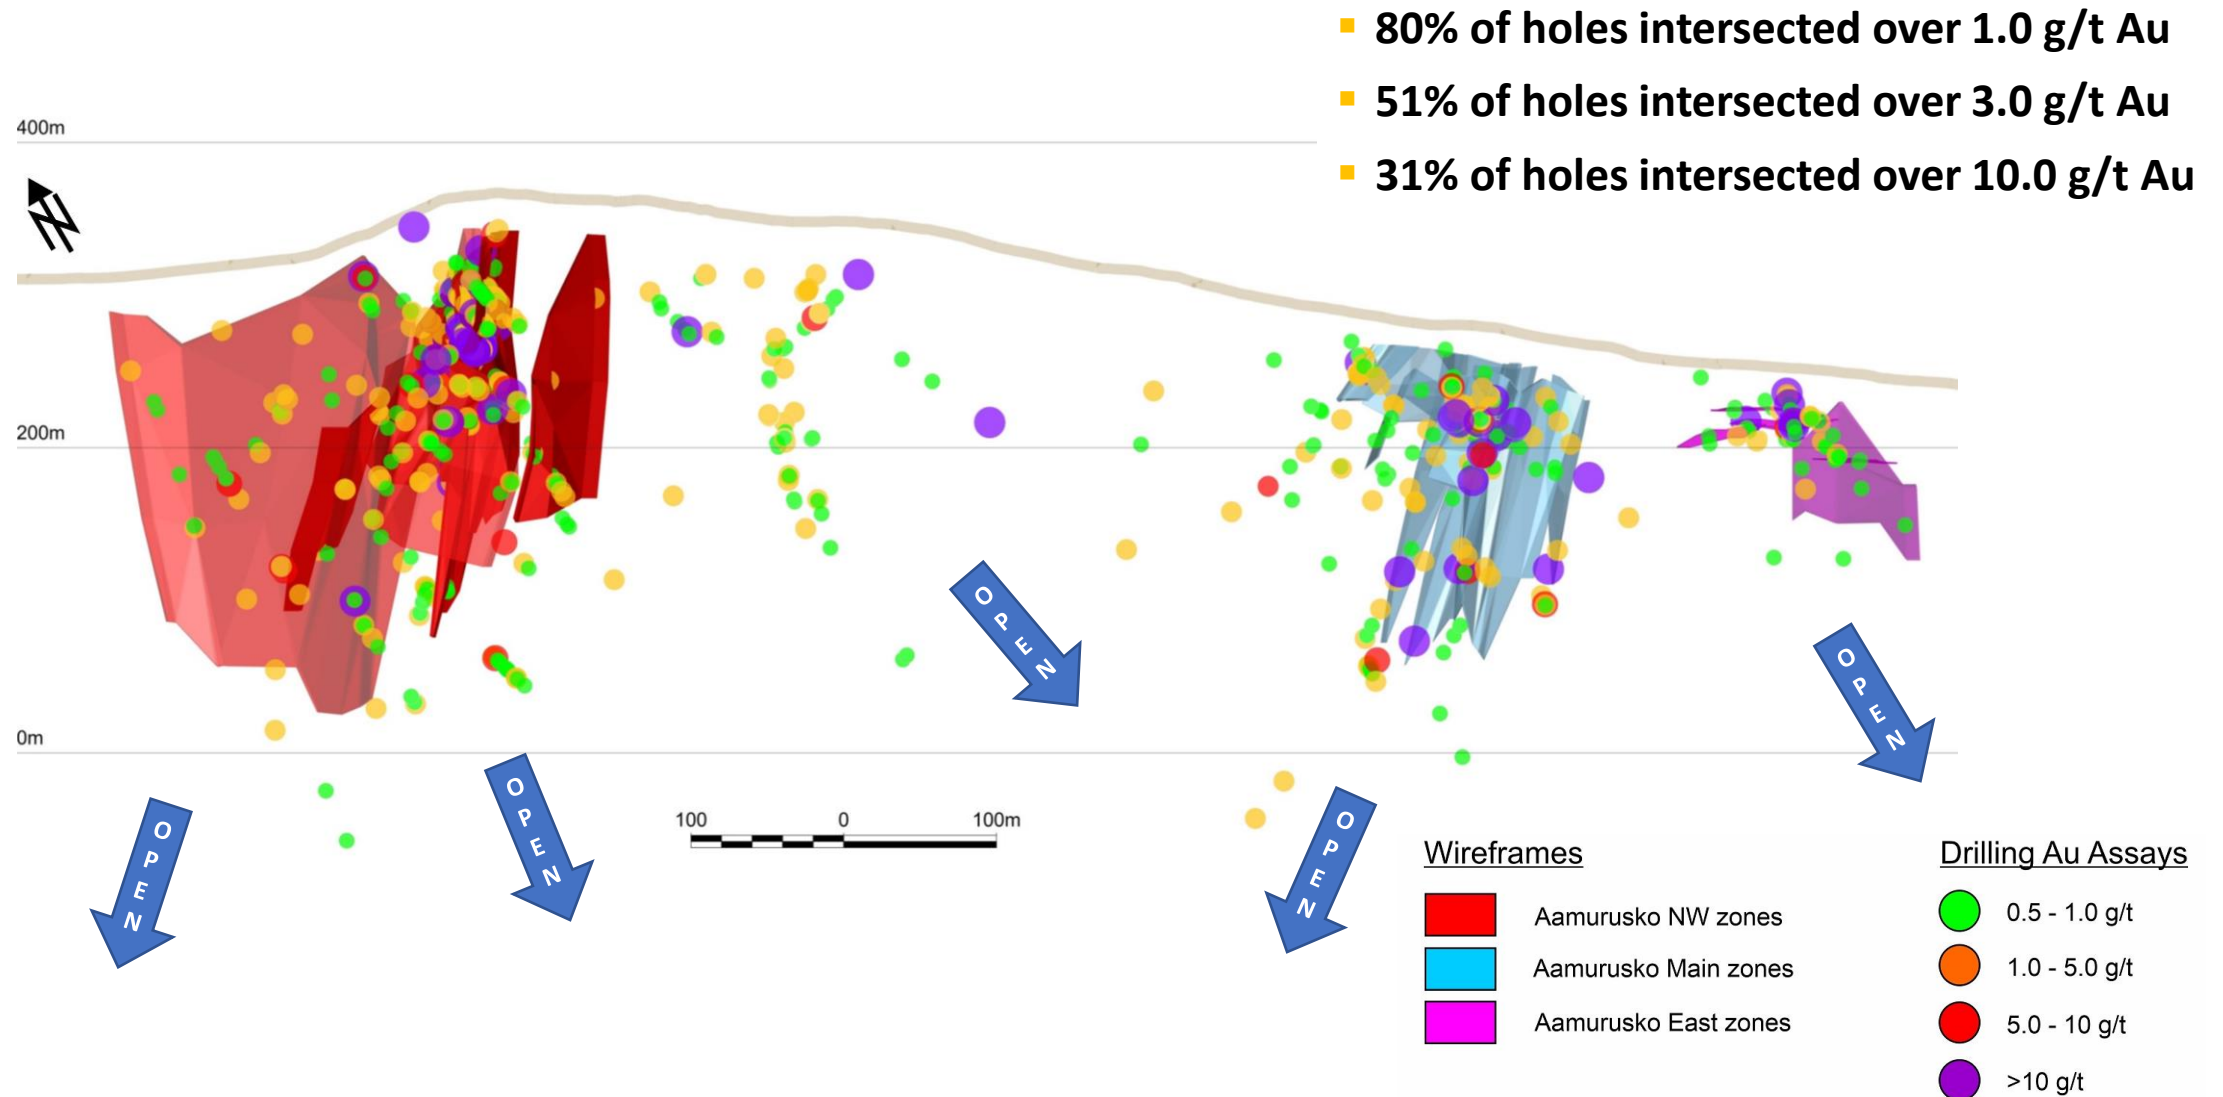 80% of holes intersected over 1.0 g/t Au
51% of holes intersected over 3.0 g/t Au
31% of holes intersected over 10.0 g/t Au
400m
N
200m
0m
OPEN
OPEN
OPEN
OPEN
OPEN
100 0 100m
Wireframes
Aamurusko NW zones
Aamurusko Main zones
Aamurusko East zones
Drilling Au Assays
0.5 - 1.0 g/t
1.0 - 5.0 g/t
5.0 - 10 g/t
>10 g/t